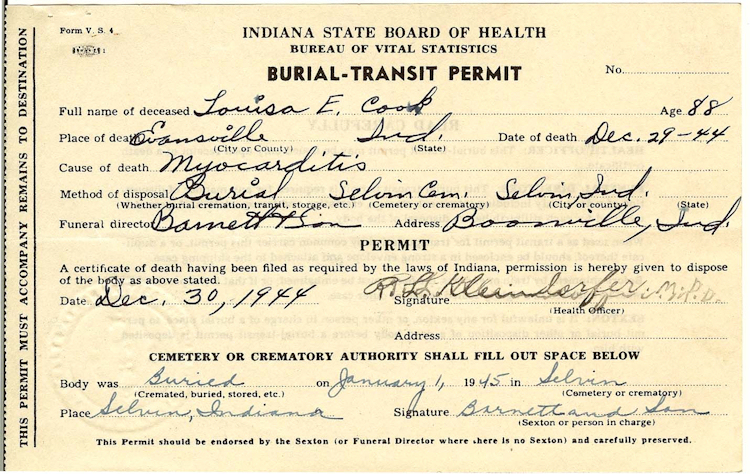 Form V. S. 4
INDIANA STATE BOARD OF HEALTH
BUREAU OF VITAL STATISTICS
BURIAL-TRANSIT PERMIT
No.
Full name of deceased Louisa E. Cook Age 88
Place of death Evansville Ind. Date of death Dec. 29-44
(City or County) (State)
Cause of death Myocarditis
Method of disposal Burial Selvin Cem. Selvin, Ind.
(Whether burial cremation, transit, storage, etc.) (Cemetery or crematory) (City or county) (State)
Funeral director Barnett & Son Address Boonville, Ind.
PERMIT
A certificate of death having been filed as required by the laws of Indiana, permission is hereby given to dispose
of the body as above stated.
Date Dec. 30, 1944 Signature Kleindorfer, M.D.
(Health Officer)
Address
CEMETERY OR CREMATORY AUTHORITY SHALL FILL OUT SPACE BELOW
Body was Buried on January 1, 1945 in Selvin
(Cremated, buried, stored, etc.) (Cemetery or crematory)
Place Selvin, Indiana Signature Barnett and Son
(Sexton or person in charge)
This Permit should be endorsed by the Sexton (or Funeral Director where there is no Sexton) and carefully preserved.
THIS PERMIT MUST ACCOMPANY REMAINS TO DESTINATION